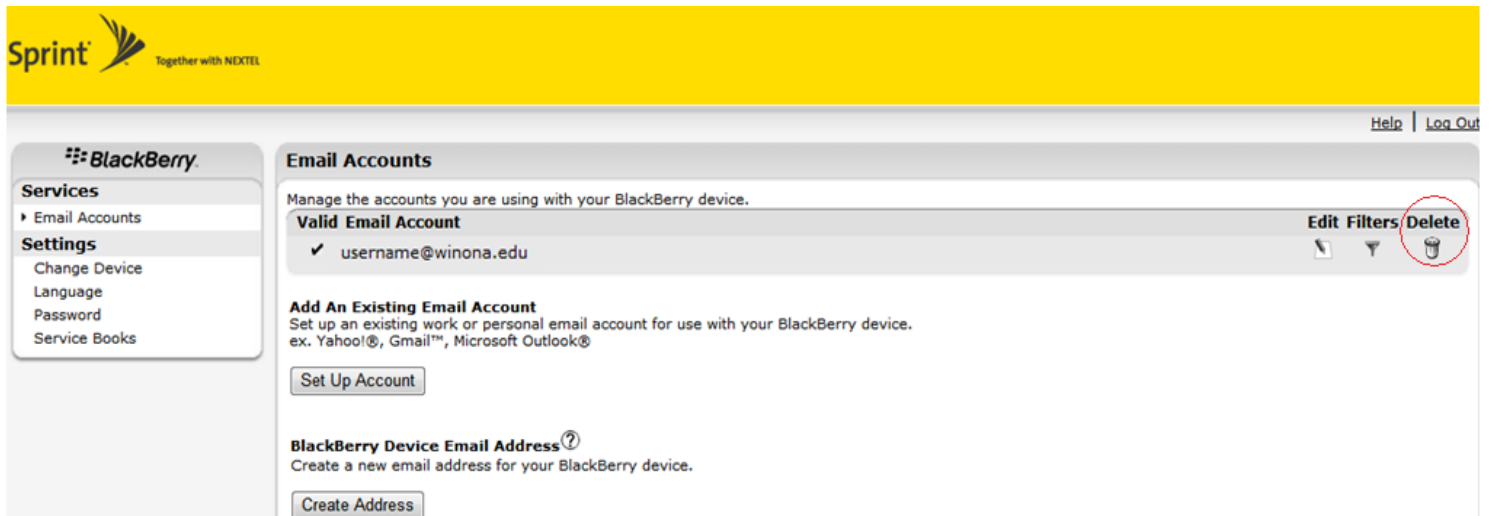 Sprint Together with NEXTEL
Help | Log Out
BlackBerry.
Services
Email Accounts
Settings
Change Device
Language
Password
Service Books
Email Accounts
Manage the accounts you are using with your BlackBerry device.
Valid Email Account Edit Filters Delete
✔ username@winona.edu
Add An Existing Email Account
Set up an existing work or personal email account for use with your BlackBerry device.
ex. Yahoo!®, Gmail™, Microsoft Outlook®
Set Up Account
BlackBerry Device Email Address?
Create a new email address for your BlackBerry device.
Create Address